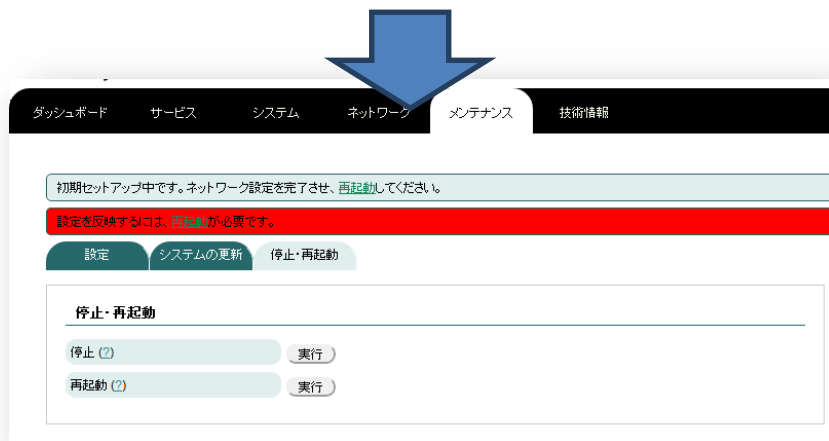 ダッシュボード サービス システム ネットワーク メンテナンス 技術情報
初期セットアップ中です。ネットワーク設定を完了させ、再起動してください。
設定を反映するには、再起動が必要です。
設定 システムの更新 停止・再起動
停止・再起動
停止 (?) 実行
再起動 (?) 実行